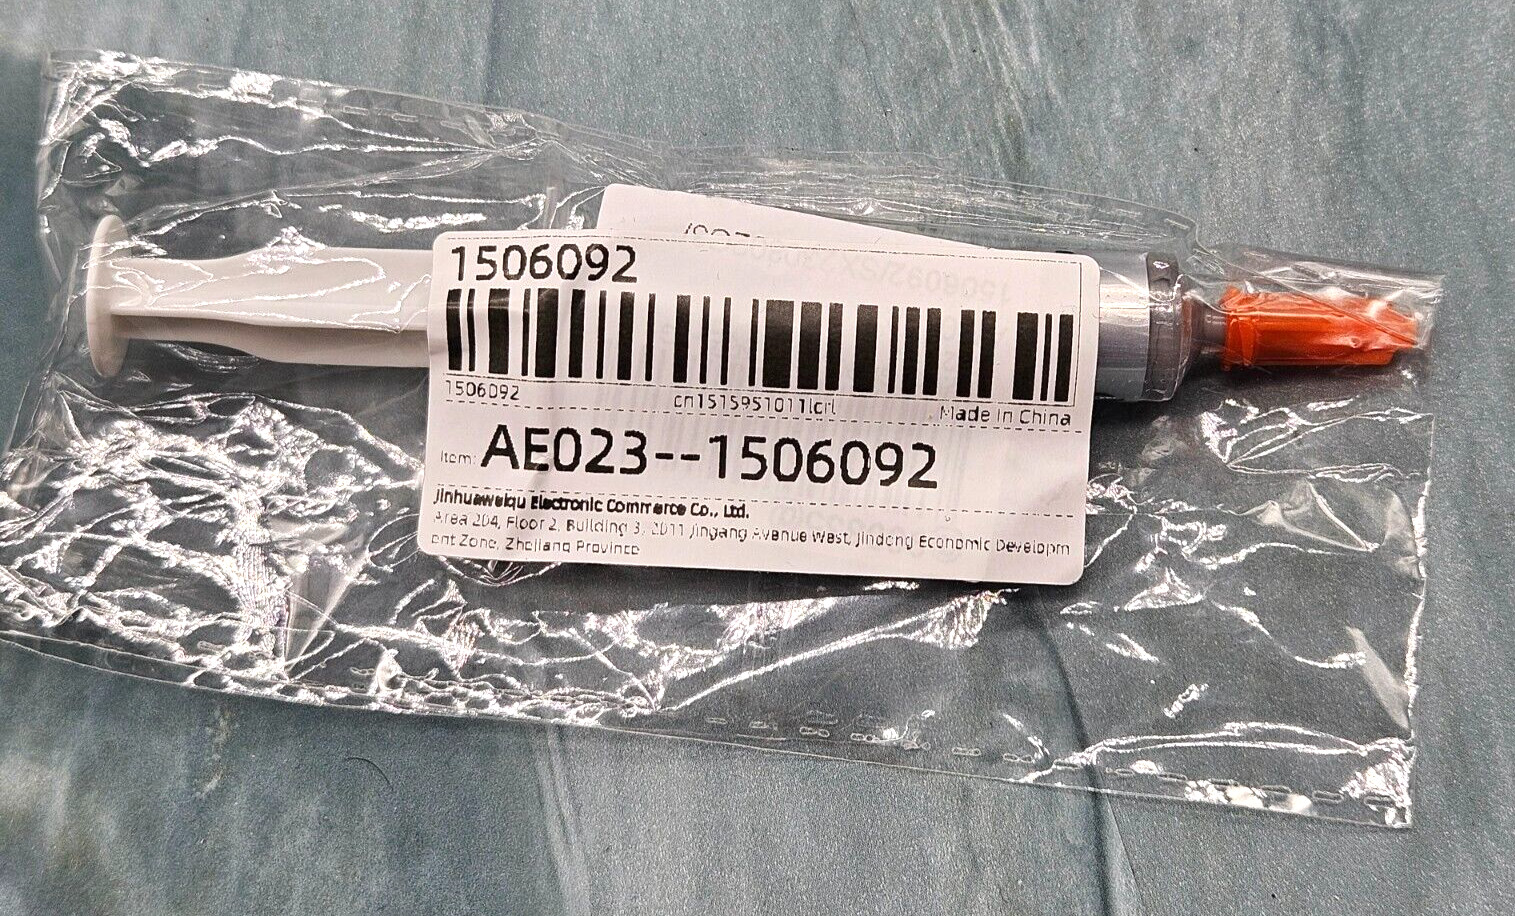 1506092
1506092 cn1515951011lcrl Made In China
Item: AE023--1506092
Jinhuaweiqu Electronic Commerce Co., Ltd.
Area 204, Floor 2, Building 3, 2011 Jingang Avenue West, Jindong Economic Developm
ent Zone, Zhejiang Province